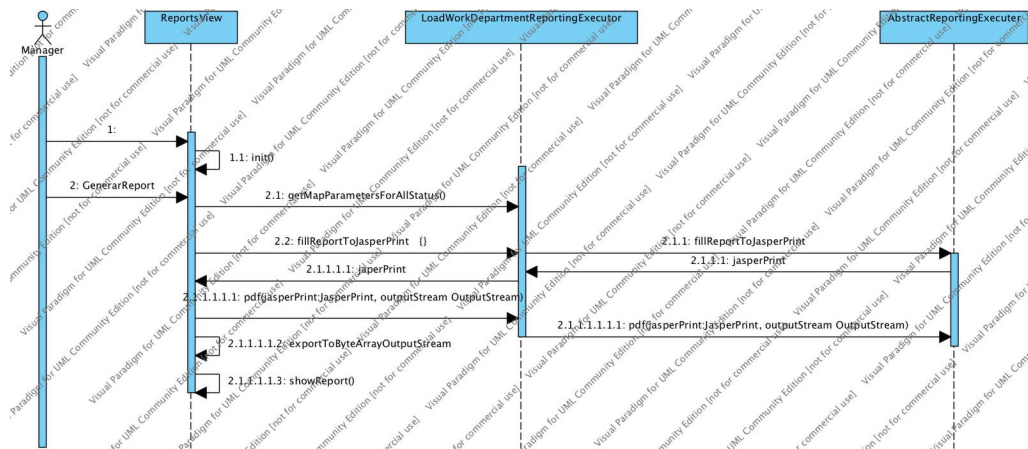 ReportsView
LoadWorkDepartmentReportingExecutor
AbstractReportingExecuter
Manager
1:
1.1: init()
2: GenerarReport
2.1: getMapParametersForAllStatus()
2.2: fillReportToJasperPrint {}
2.1.1: fillReportToJasperPrint
2.1.1.1: jasperPrint
2.1.1.1.1: japerPrint
2.1.1.1.1.1: pdf(jasperPrint:JasperPrint, outputStream OutputStream)
2.1.1.1.1.1.1: pdf(jasperPrint:JasperPrint, outputStream OutputStream)
2.1.1.1.1.2: exportToByteArrayOutputStream
2.1.1.1.1.3: showReport()
Visual Paradigm for UML Community Edition [not for commercial use]